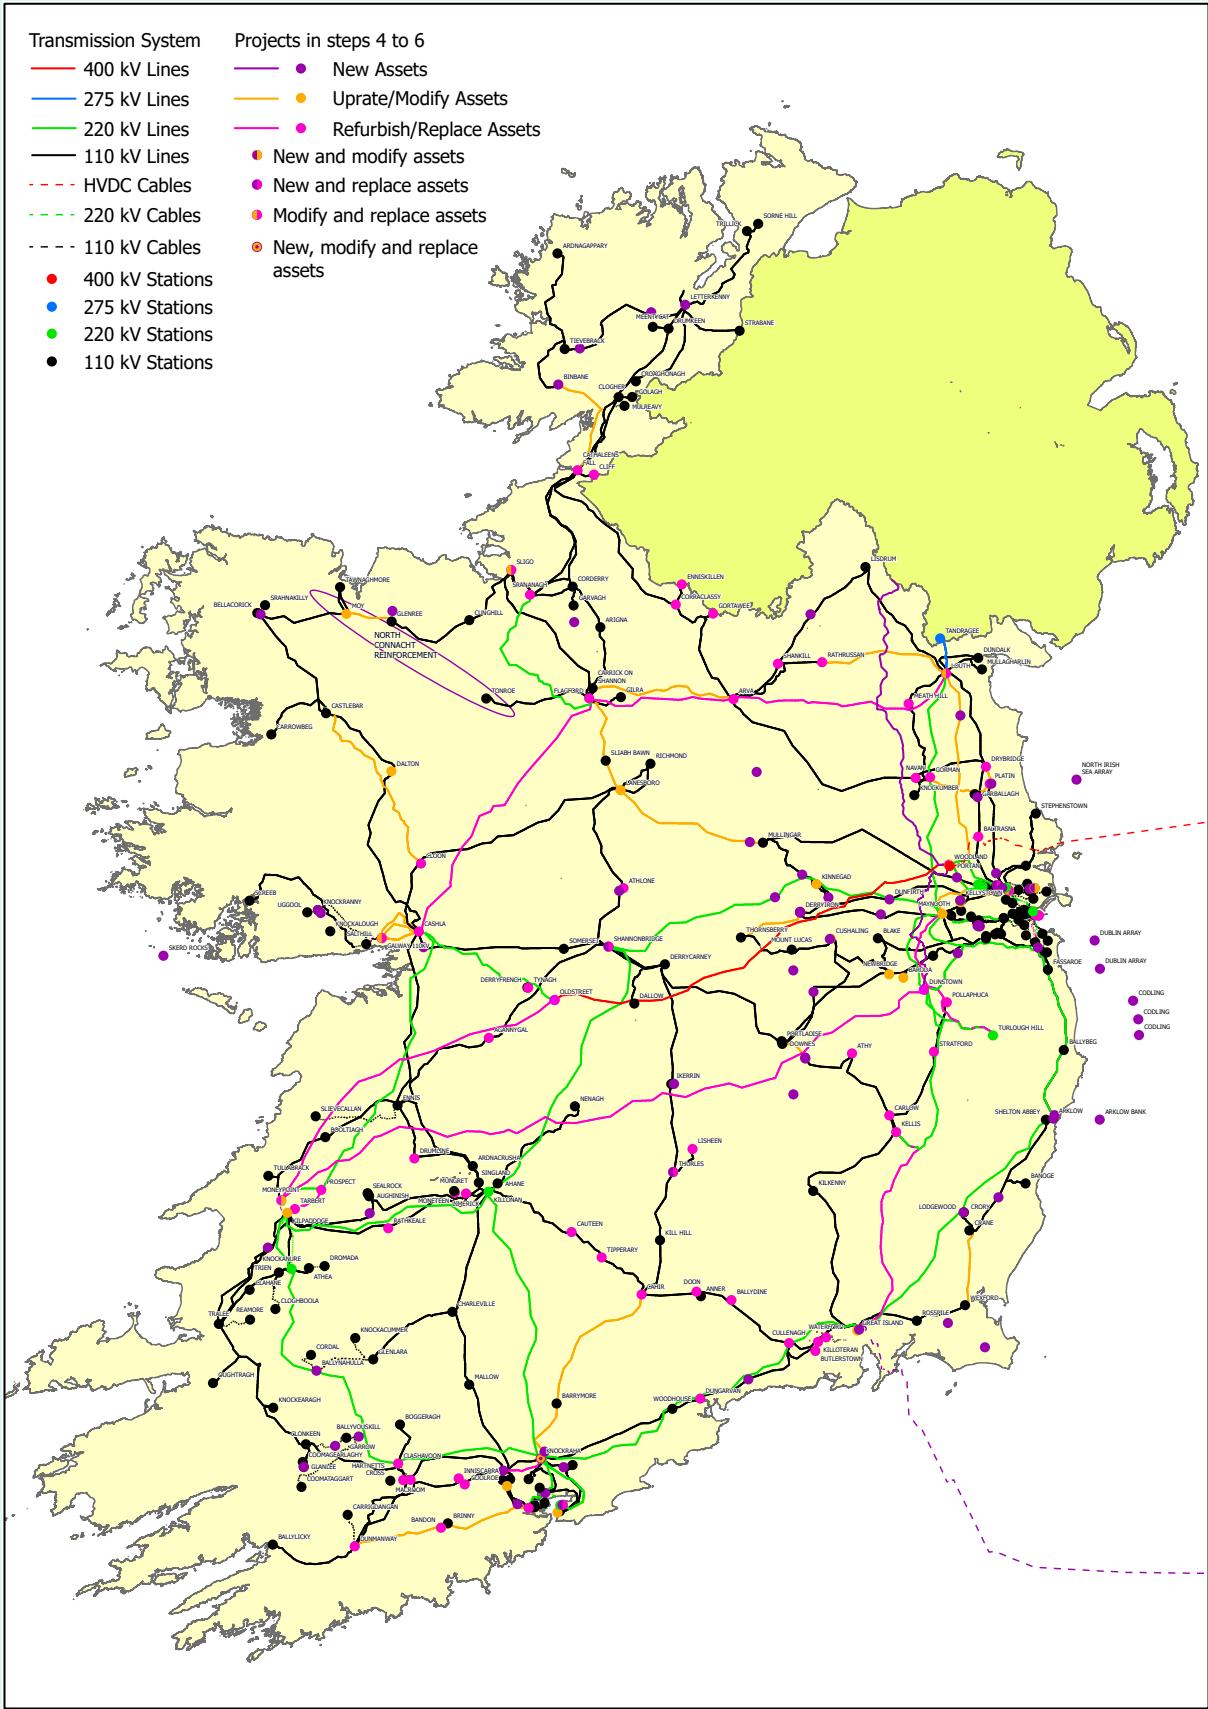 Transmission System
Projects in steps 4 to 6
400 kV Lines
New Assets
275 kV Lines
Uprate/Modify Assets
220 kV Lines
Refurbish/Replace Assets
110 kV Lines
New and modify assets
HVDC Cables
New and replace assets
220 kV Cables
Modify and replace assets
110 kV Cables
New, modify and replace
assets
400 kV Stations
275 kV Stations
220 kV Stations
110 kV Stations
SORNE HILL
TRILLICK
ARDNAGAPPARY
LETTERKENNY
DRUMKEEN
STRABANE
TIEVEBRACK
BINBANE
CROAGHONAGH
CLOGHER
GOLAGH
MULREAVY
CATHALEENS
FALL
CLIFF
LISDRUM
SLIGO
SRANANAGH
CORDERRY
GARVAGH
ENNISKILLEN
CORRACLASSY
GORTAWEE
TAWNAGHMORE
SRAHNAKILLY
BELLACORICK
MOY
GLENREE
CUNGHILL
ARIGNA
NORTH
CONNACHT
REINFORCEMENT
TANDRAGEE
DUNDALK
MULLAGHARLIN
LOUTH
SHANKILL
RATHRUSSAN
CARRICK ON
SHANNON
TONROE
FLAGFORD
GILRA
ARVA
MEATH HILL
CASTLEBAR
CARROWBEG
DALTON
SLIABH BAWN
RICHMOND
LANESBORO
NAVAN
GORMAN
DRYBRIDGE
PLATIN
KNOCKUMBER
GARBALLAGH
NORTH IRISH
SEA ARRAY
STEPHENSTOWN
BALTRASNA
MULLINGAR
CLOON
WOODLAND
PORTAN
ATHLONE
KINNEGAD
DUNFIRTH
KELLYSTOWN
SCREEB
UGGOOL
KNOCKRANNY
KNOCKALOUGH
SALTHILL
GALWAY 110KV
CASHLA
SKERD ROCKS
DERRYIRON
MAYNOOTH
THORNSBERRY
CUSHALING
BLAKE
MOUNT LUCAS
SOMERSET
SHANNONBRIDGE
DERRYCARNEY
NEWBRIDGE
DUBLIN ARRAY
FASSAROE
DUBLIN ARRAY
DERRYFRENCH
TYNAGH
OLDSTREET
DALLOW
DUNSTOWN
POLLAPHUCA
CODLING
CODLING
CODLING
AGANNYGAL
PORTLAOISE
DOWNES
ATHY
STRATFORD
TURLOUGH HILL
BALLYBEG
IKERRIN
NENAGH
ENNIS
SLIEVECALLAN
BOOLTIAGH
CARLOW
KELLIS
SHELTON ABBEY
ARKLOW
ARKLOW BANK
DRUMLINE
ARDNACRUSHA
LISHEEN
THURLES
TULLABRACK
MONEYPOINT
PROSPECT
TARBERT
SEALROCK
AUGHINISH
MUNGRET
MONETEEN
SINGLAND
AHANE
KILLONAN
KILPADDOGE
RATHKEALE
KILKENNY
BANOGE
LODGEWOOD
CRORY
CRANE
CAUTEEN
TIPPERARY
KILL HILL
KNOCKANURE
TRIEN
DROMADA
ATHEA
CLAHANE
CLOGHBOOLA
REAMORE
TRALEE
CAHIR
DOON
ANNER
BALLYDINE
WEXFORD
ROSSPILE
GREAT ISLAND
CHARLEVILLE
KNOCKACUMMER
CORDAL
GLENLARA
BALLYNAHULLA
WATERFORD
CULLENAGH
KILLOTERAN
BUTLERSTOWN
OUGHTRAGH
MALLOW
BARRYMORE
WOODHOUSE
DUNGARVAN
KNOCKEARAGH
BOGGERAGH
BALLYVOUSKILL
GARROW
GLONKEEN
COOMAGEARLAGHY
GLANLEE
COOMATAGGART
CLASHAVOON
HARTNETTS
CROSS
MACROOM
KNOCKRAHA
INNISCARRA
COOLROE
CARRIGDANGAN
BANDON
BRINNY
DUNMANWAY
BALLYLICKY